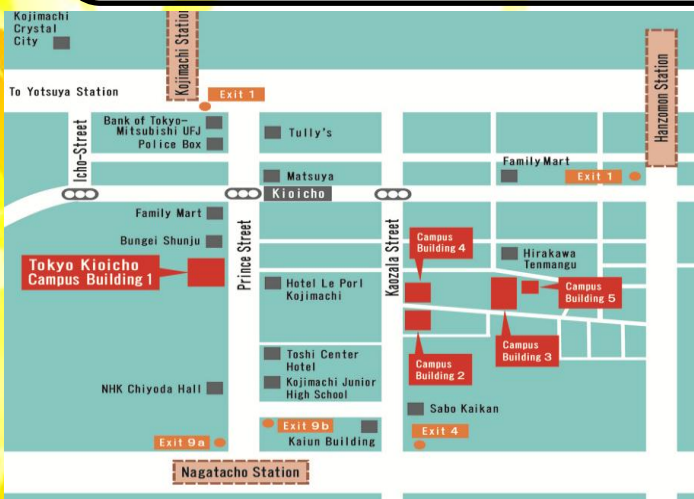 Kojimachi
Crystal
City
Kojimachi Station
Hanzomon Station
To Yotsuya Station
Exit 1
Icho-Street
Bank of Tokyo-
Mitsubishi UFJ
Police Box
Tully's
Matsuya
Family Mart
Exit 1
Kioicho
Family Mart
Bungei Shunju
Prince Street
Kaozala Street
Campus
Building 4
Hirakawa
Tenmangu
Tokyo Kioicho
Campus Building 1
Hotel Le Porl
Kojimachi
Campus
Building 5
Campus
Building 3
Campus
Building 2
Toshi Center
Hotel
Kojimachi Junior
High School
NHK Chiyoda Hall
Sabo Kaikan
Exit 9a
Exit 9b
Kaiun Building
Exit 4
Nagatacho Station